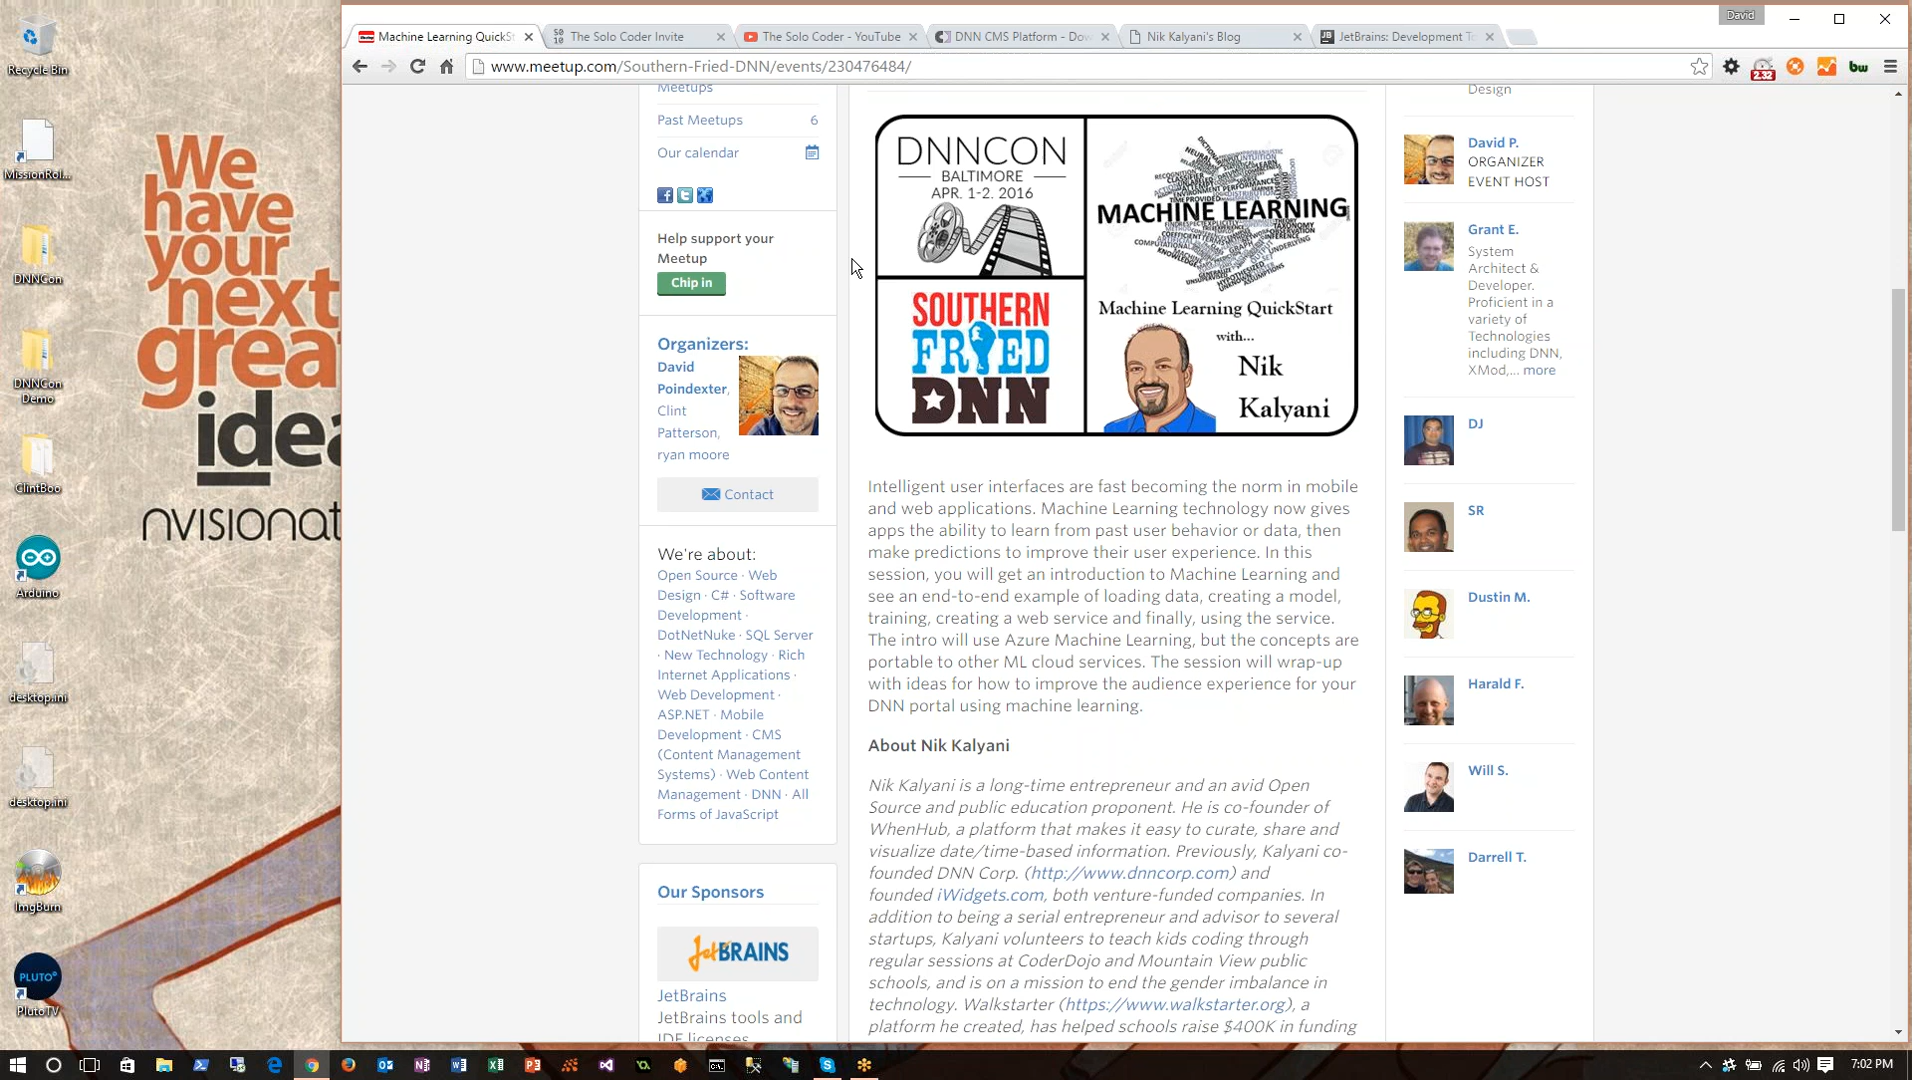 David
Machine Learning QuickSt
The Solo Coder Invite
The Solo Coder - YouTube
DNN CMS Platform - Dow
Nik Kalyani's Blog
JetBrains: Development To
www.meetup.com/Southern-Fried-DNN/events/230476484/
2.32
bw
Recycle Bin
MissionRol...
DNNCon
DNNCon
Demo
ClintBoo
Arduino
desktop.ini
desktop.ini
ImgBurn
PLUTO
PlutoTV
We
have
your
next
grea
ide
nvisiona
Meetups
Past Meetups 6
Our calendar
Help support your
Meetup
Chip in
Organizers:
David
Poindexter,
Clint
Patterson,
ryan moore
Contact
We're about:
Open Source · Web
Design · C# · Software
Development ·
DotNetNuke · SQL Server
· New Technology · Rich
Internet Applications ·
Web Development ·
ASP.NET · Mobile
Development · CMS
(Content Management
Systems) · Web Content
Management · DNN · All
Forms of JavaScript
Our Sponsors
JetBRAINS
JetBrains
JetBrains tools and
IDE licenses
DNNCON
BALTIMORE
APR. 1-2. 2016
SOUTHERN
FRIED
DNN
MACHINE LEARNING
Machine Learning QuickStart
with...
Nik
Kalyani
Intelligent user interfaces are fast becoming the norm in mobile
and web applications. Machine Learning technology now gives
apps the ability to learn from past user behavior or data, then
make predictions to improve their user experience. In this
session, you will get an introduction to Machine Learning and
see an end-to-end example of loading data, creating a model,
training, creating a web service and finally, using the service.
The intro will use Azure Machine Learning, but the concepts are
portable to other ML cloud services. The session will wrap-up
with ideas for how to improve the audience experience for your
DNN portal using machine learning.
About Nik Kalyani
Nik Kalyani is a long-time entrepreneur and an avid Open
Source and public education proponent. He is co-founder of
WhenHub, a platform that makes it easy to curate, share and
visualize date/time-based information. Previously, Kalyani co-
founded DNN Corp. (http://www.dnncorp.com) and
founded iWidgets.com, both venture-funded companies. In
addition to being a serial entrepreneur and advisor to several
startups, Kalyani volunteers to teach kids coding through
regular sessions at CoderDojo and Mountain View public
schools, and is on a mission to end the gender imbalance in
technology. Walkstarter (https://www.walkstarter.org), a
platform he created, has helped schools raise $400K in funding
Design
David P.
ORGANIZER
EVENT HOST
Grant E.
System
Architect &
Developer.
Proficient in a
variety of
Technologies
including DNN,
XMod,... more
DJ
SR
Dustin M.
Harald F.
Will S.
Darrell T.
7:02 PM